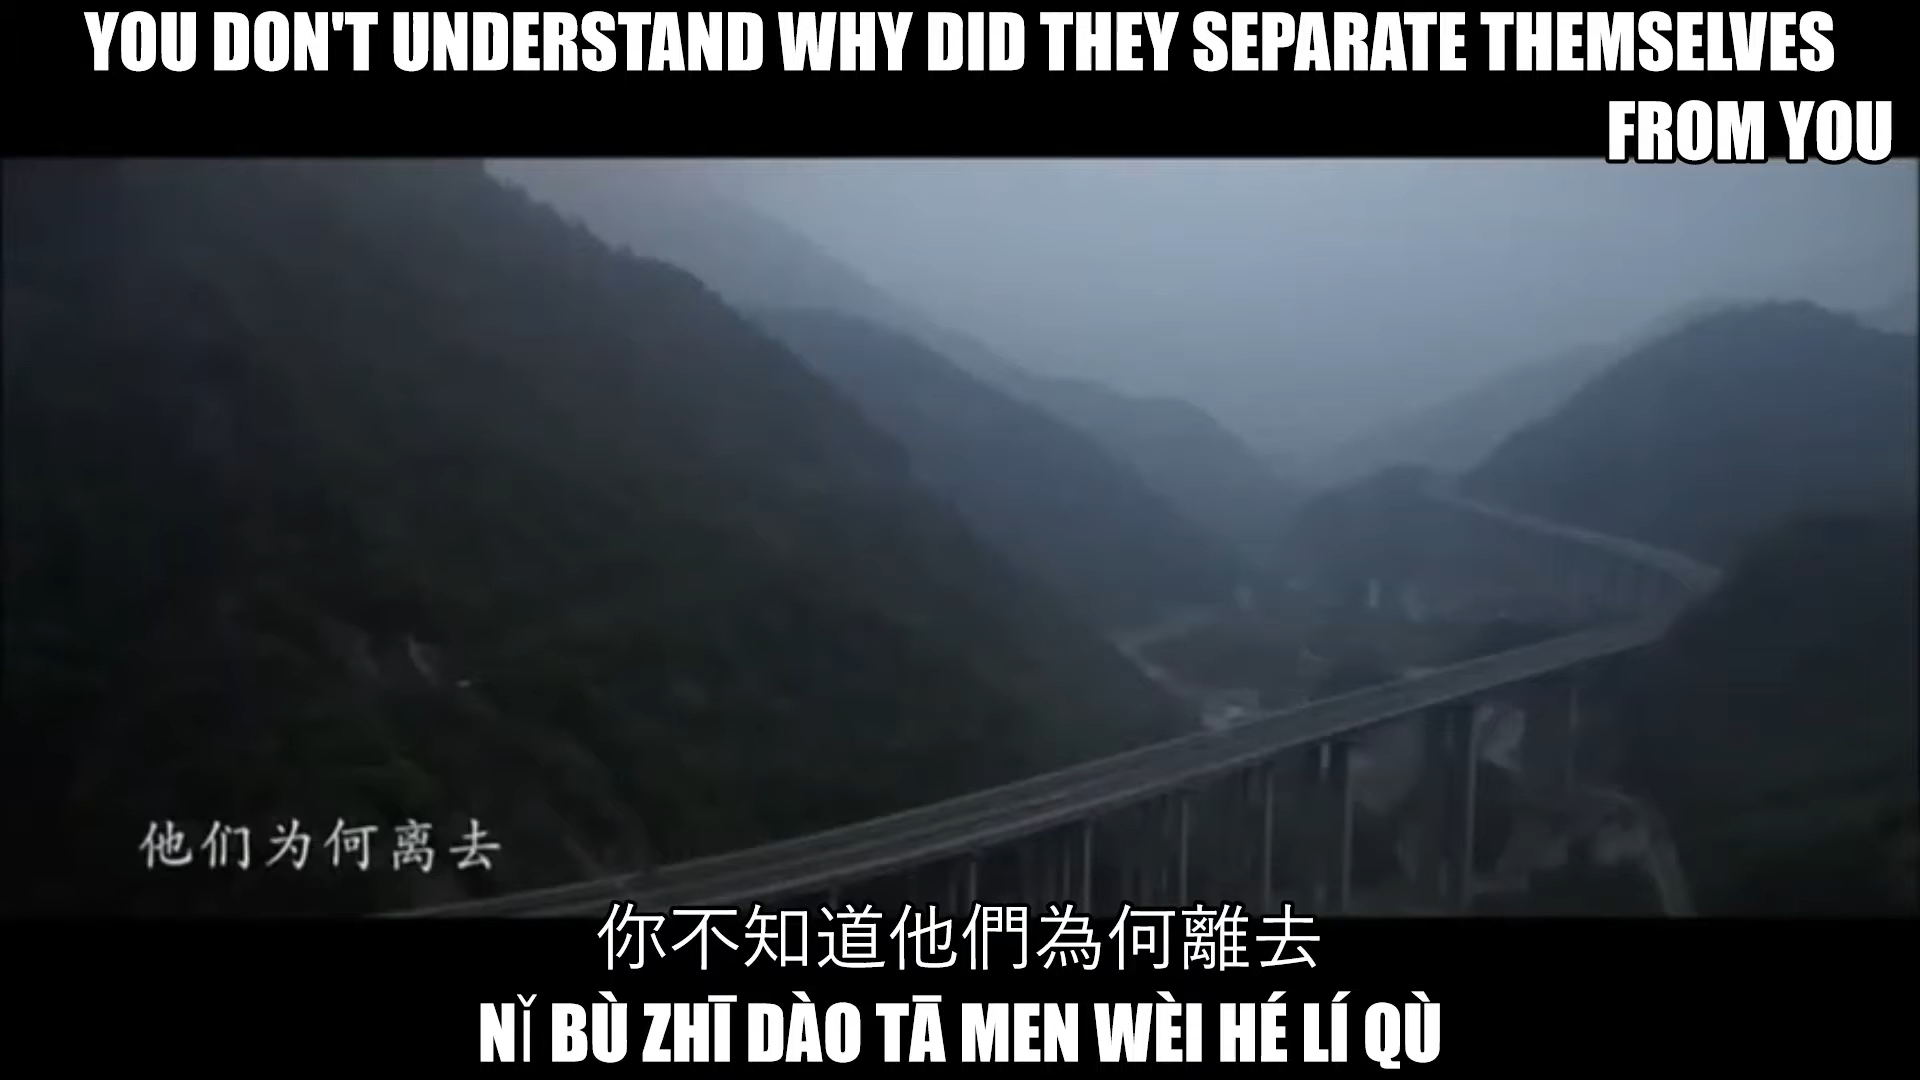 YOU DON'T UNDERSTAND WHY DID THEY SEPARATE THEMSELVES
FROM YOU
他们为何离去
你不知道他們為何離去
NǏ BÙ ZHĪ DÀO TĀ MEN WÈI HÉ LÍ QÙ